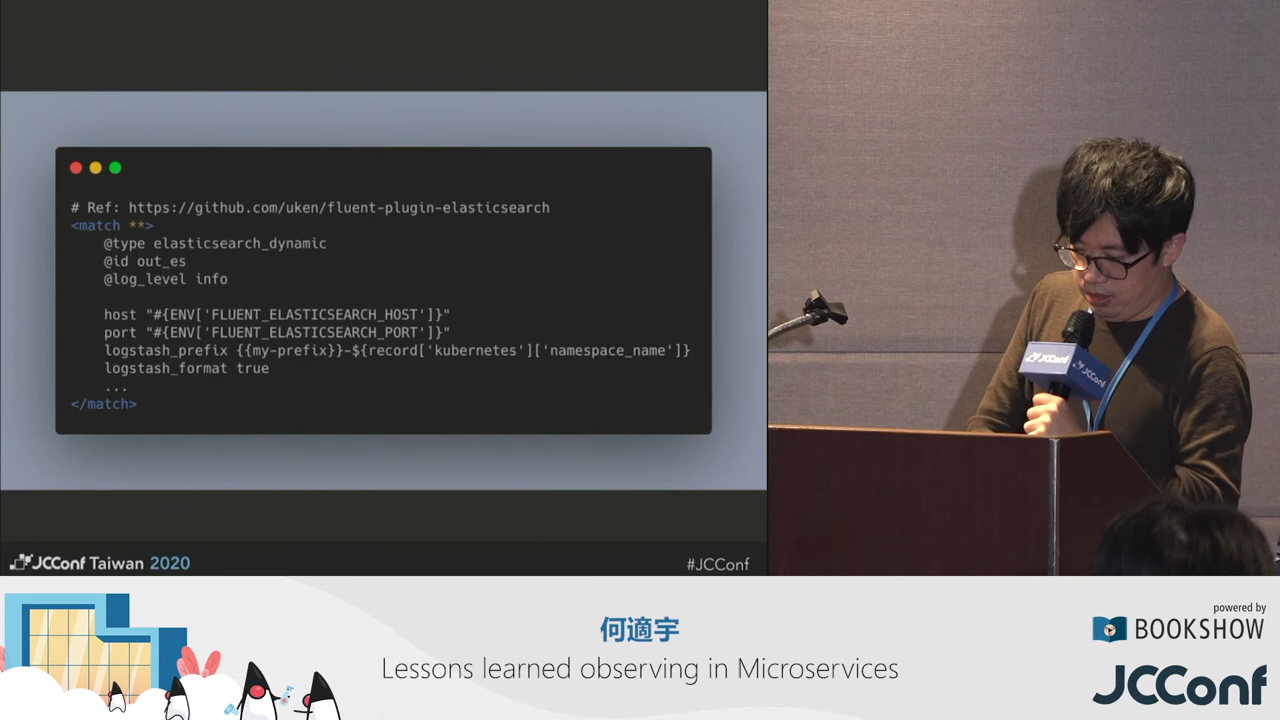 # Ref: https://github.com/uken/fluent-plugin-elasticsearch
<match **>
@type elasticsearch_dynamic
@id out_es
@log_level info
host "#{ENV['FLUENT_ELASTICSEARCH_HOST']}"
port "#{ENV['FLUENT_ELASTICSEARCH_PORT']}"
logstash_prefix {{my-prefix}}-${record['kubernetes']['namespace_name']}
logstash_format true
...
</match>
JCConf Taiwan 2020
#JCConf
JCConf
JCConf
何適宇
Lessons learned observing in Microservices
powered by
BOOKSHOW
JCConf